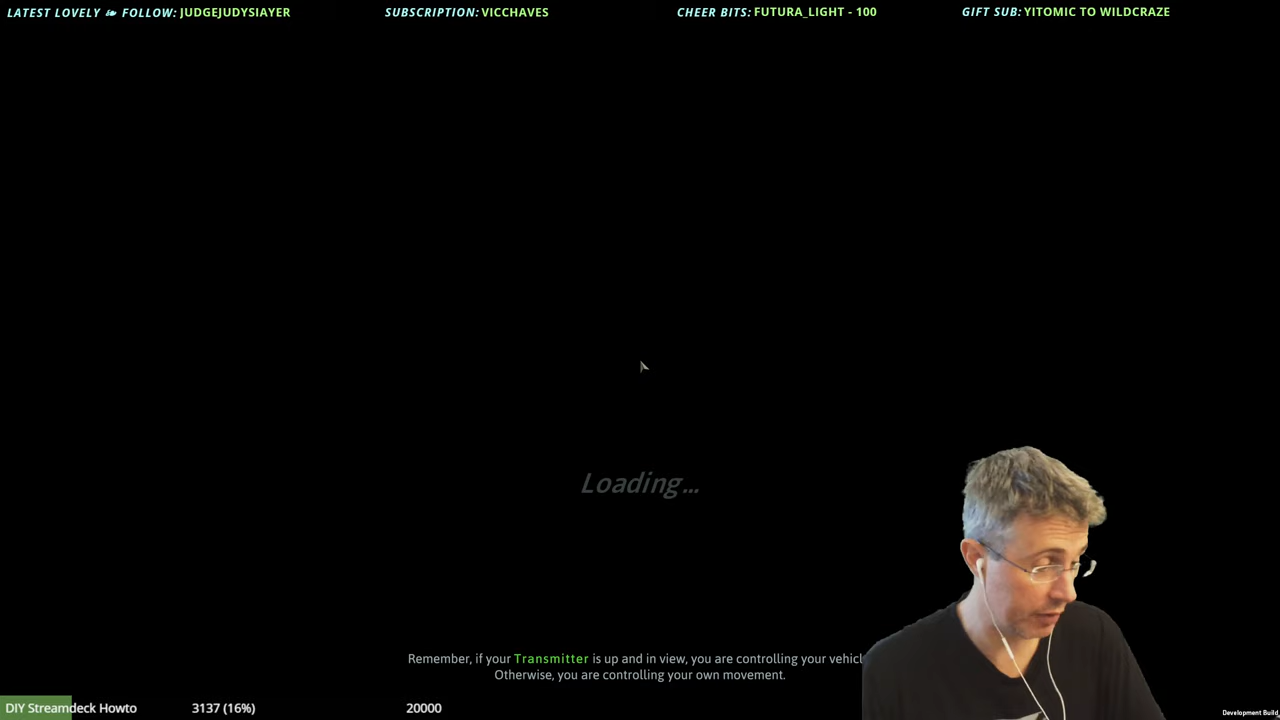 LATEST LOVELY ❧ FOLLOW: JUDGEJUDYSIAYER SUBSCRIPTION: VICCHAVES CHEER BITS: FUTURA_LIGHT - 100 GIFT SUB: YITOMIC TO WILDCRAZE
Loading...
Remember, if your Transmitter is up and in view, you are controlling your vehicl
Otherwise, you are controlling your own movement.
DIY Streamdeck Howto 3137 (16%) 20000
Development Build